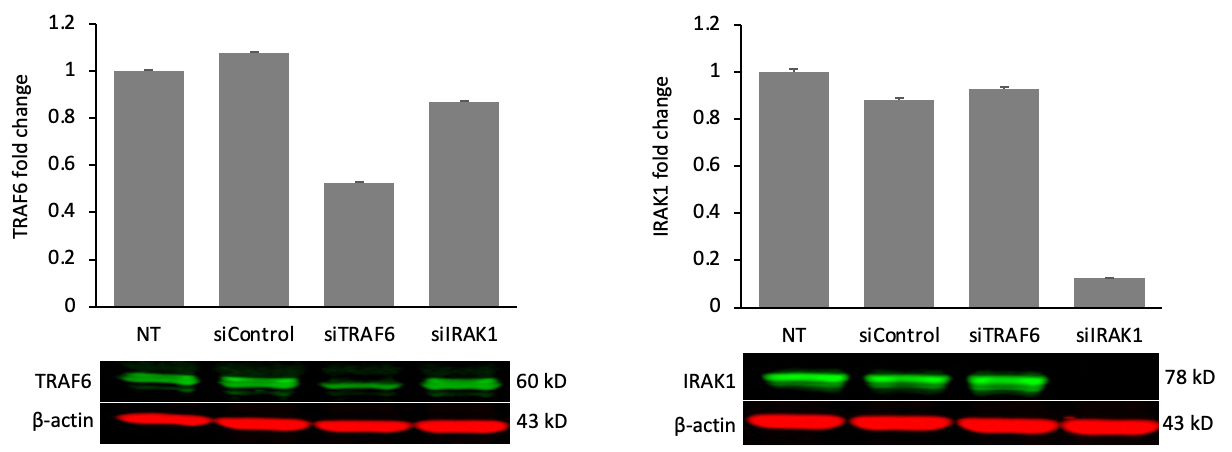 TRAF6 fold change
1.2
1
0.8
0.6
0.4
0.2
0
NT siControl siTRAF6 siIRAK1
TRAF6 60 kD
β-actin 43 kD
IRAK1 fold change
1.2
1
0.8
0.6
0.4
0.2
0
NT siControl siTRAF6 siIRAK1
IRAK1 78 kD
β-actin 43 kD